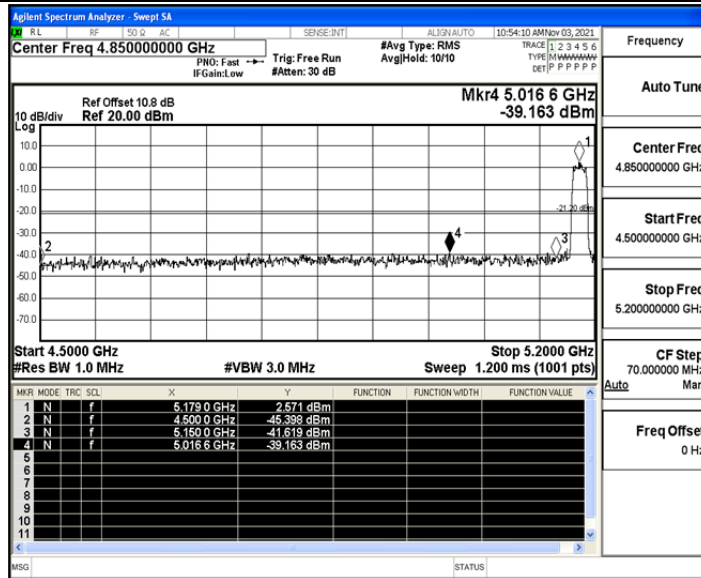 Agilent Spectrum Analyzer - Swept SA
RL RF 50 Ω AC SENSE:INT ALIGN AUTO 10:54:10 AM Nov 03, 2021
Center Freq 4.850000000 GHz
PNO: Fast
IFGain:Low
Trig: Free Run
#Atten: 30 dB
#Avg Type: RMS
Avg|Hold: 10/10
TRACE 1 2 3 4 5 6
TYPE MWWWWW
DET P P P P P P
Ref Offset 10.8 dB
Ref 20.00 dBm
10 dB/div
Log
Mkr4 5.016 6 GHz
-39.163 dBm
10.0
0.00
-10.0
-20.0
-30.0
-40.0
-50.0
-60.0
-70.0
1
2
3
4
-21.20 dBm
Start 4.5000 GHz
Stop 5.2000 GHz
#Res BW 1.0 MHz
#VBW 3.0 MHz
Sweep 1.200 ms (1001 pts)
MKR MODE TRC SCL X Y FUNCTION FUNCTION WIDTH FUNCTION VALUE
1 N f 5.179 0 GHz 2.571 dBm
2 N f 4.500 0 GHz -45.398 dBm
3 N f 5.150 0 GHz -41.619 dBm
4 N f 5.016 6 GHz -39.163 dBm
5
6
7
8
9
10
11
MSG
STATUS
Frequency
Auto Tune
Center Freq
4.850000000 GHz
Start Freq
4.500000000 GHz
Stop Freq
5.200000000 GHz
CF Step
70.000000 MHz
Auto Man
Freq Offset
0 Hz